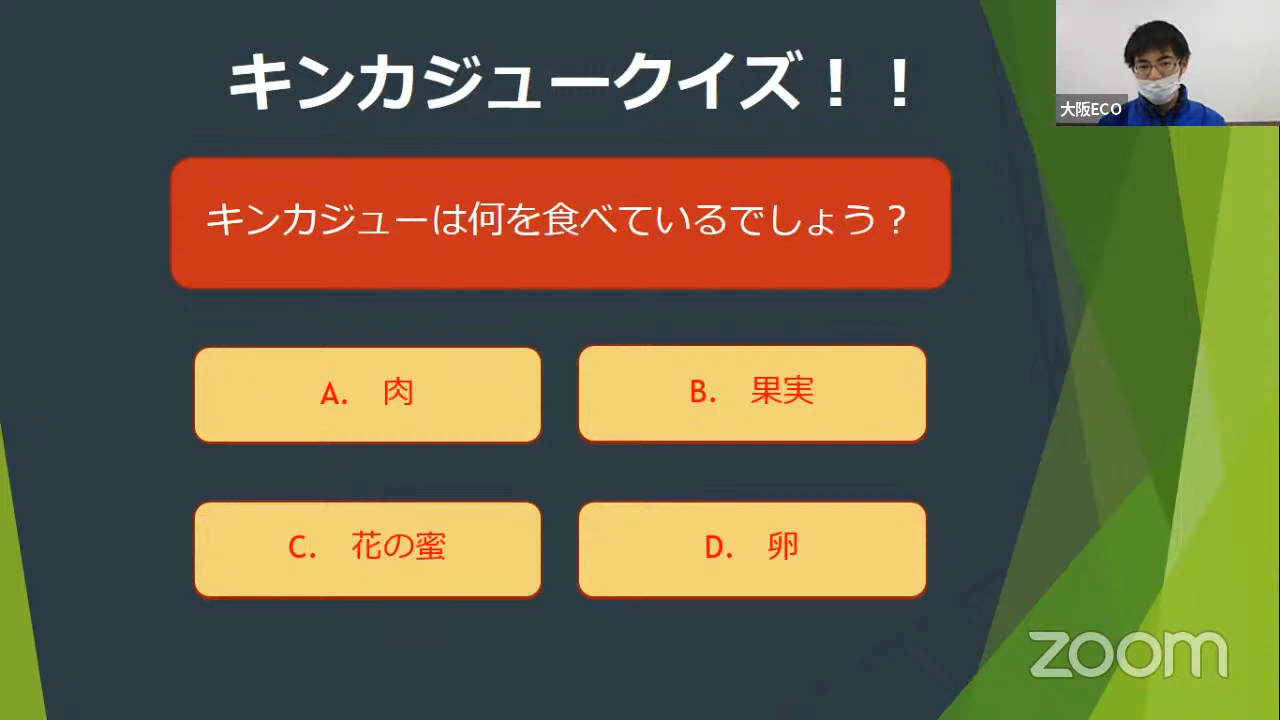 キンカジュークイズ！！
大阪ECO
キンカジューは何を食べているでしょう？
A. 肉
B. 果実
C. 花の蜜
D. 卵
zoom